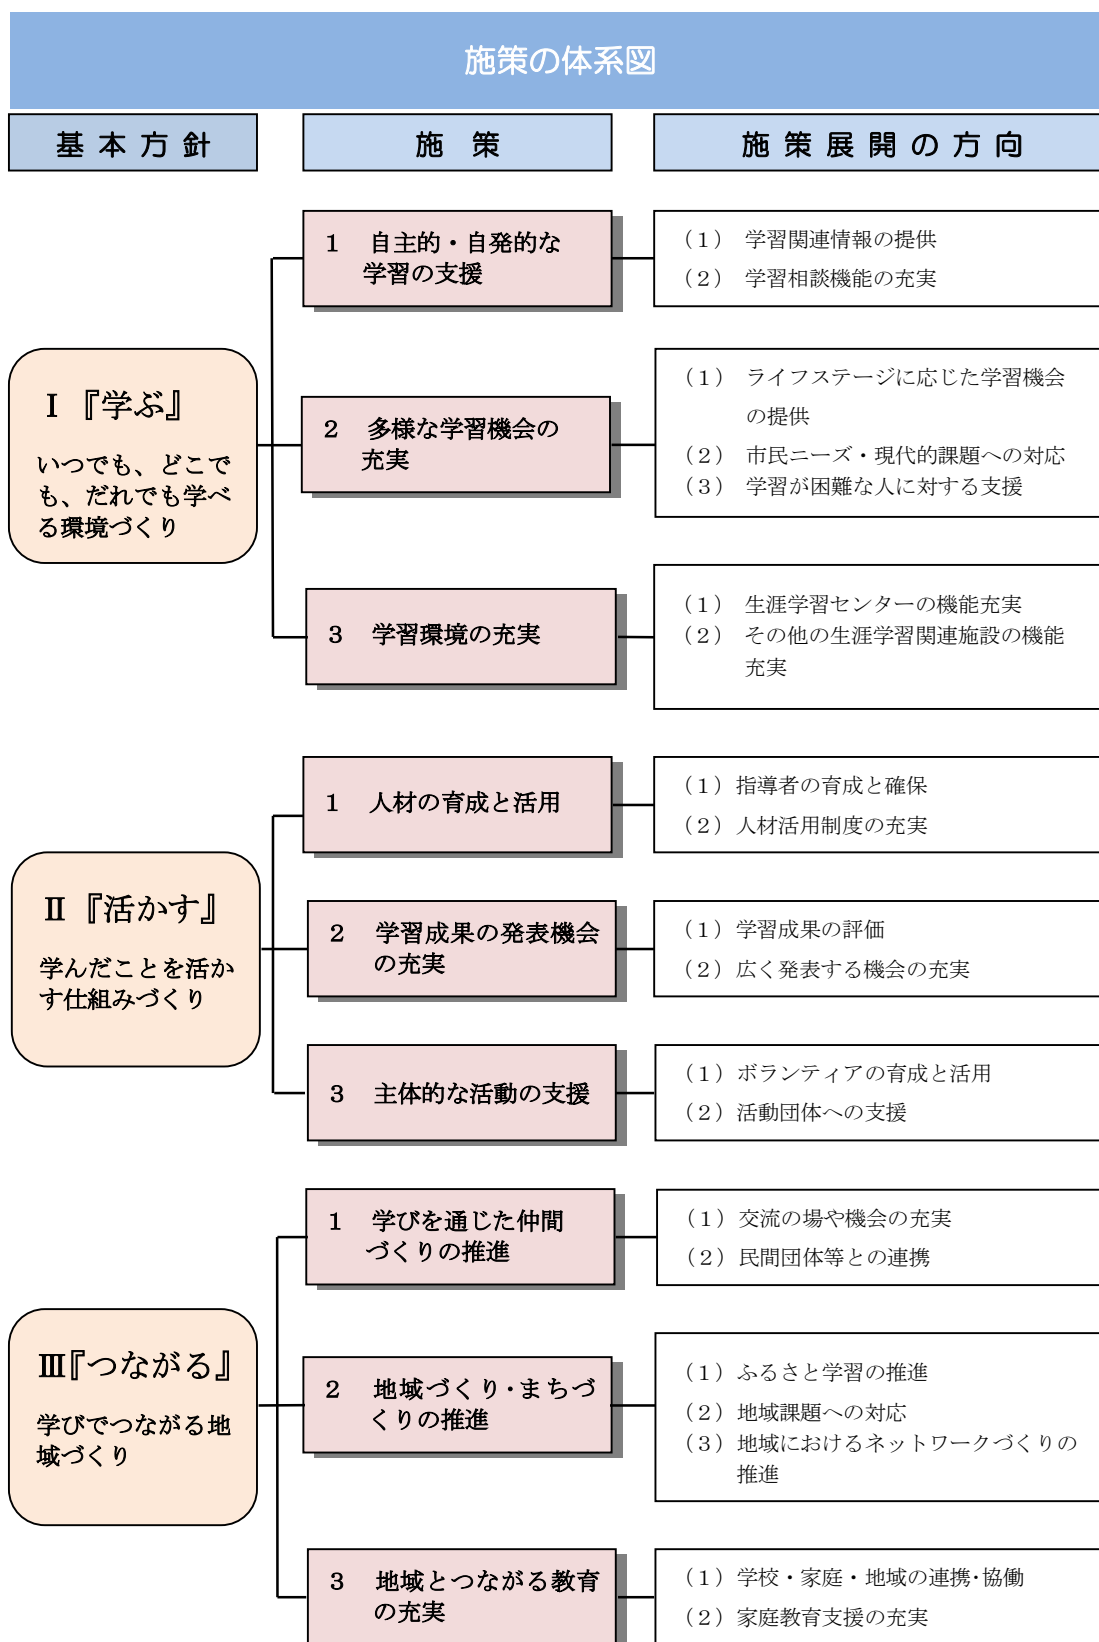 施策の体系図
基本方針
施　策
施策展開の方向
Ⅰ『学ぶ』
いつでも、どこで
も、だれでも学べ
る環境づくり
１　自主的・自発的な
学習の支援
（１）　学習関連情報の提供
（２）　学習相談機能の充実
２　多様な学習機会の
充実
（１）　ライフステージに応じた学習機会
の提供
（２）　市民ニーズ・現代的課題への対応
（３）　学習が困難な人に対する支援
３　学習環境の充実
（１）　生涯学習センターの機能充実
（２）　その他の生涯学習関連施設の機能
充実
Ⅱ『活かす』
学んだことを活か
す仕組みづくり
１　人材の育成と活用
（１）指導者の育成と確保
（２）人材活用制度の充実
２　学習成果の発表機会
の充実
（１）学習成果の評価
（２）広く発表する機会の充実
３　主体的な活動の支援
（１）ボランティアの育成と活用
（２）活動団体への支援
Ⅲ『つながる』
学びでつながる地
域づくり
１　学びを通じた仲間
づくりの推進
（１）交流の場や機会の充実
（２）民間団体等との連携
２　地域づくり・まちづ
くりの推進
（１）ふるさと学習の推進
（２）地域課題への対応
（３）地域におけるネットワークづくりの
推進
３　地域とつながる教育
の充実
（１）学校・家庭・地域の連携・協働
（２）家庭教育支援の充実